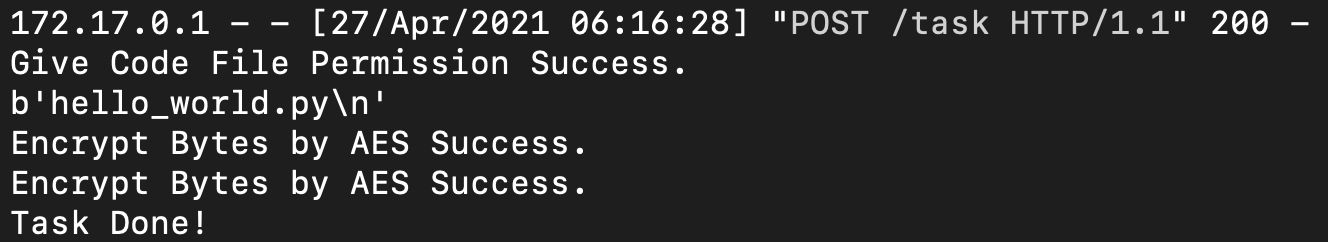 172.17.0.1 - - [27/Apr/2021 06:16:28] "POST /task HTTP/1.1" 200 -
Give Code File Permission Success.
b'hello_world.py\n'
Encrypt Bytes by AES Success.
Encrypt Bytes by AES Success.
Task Done!